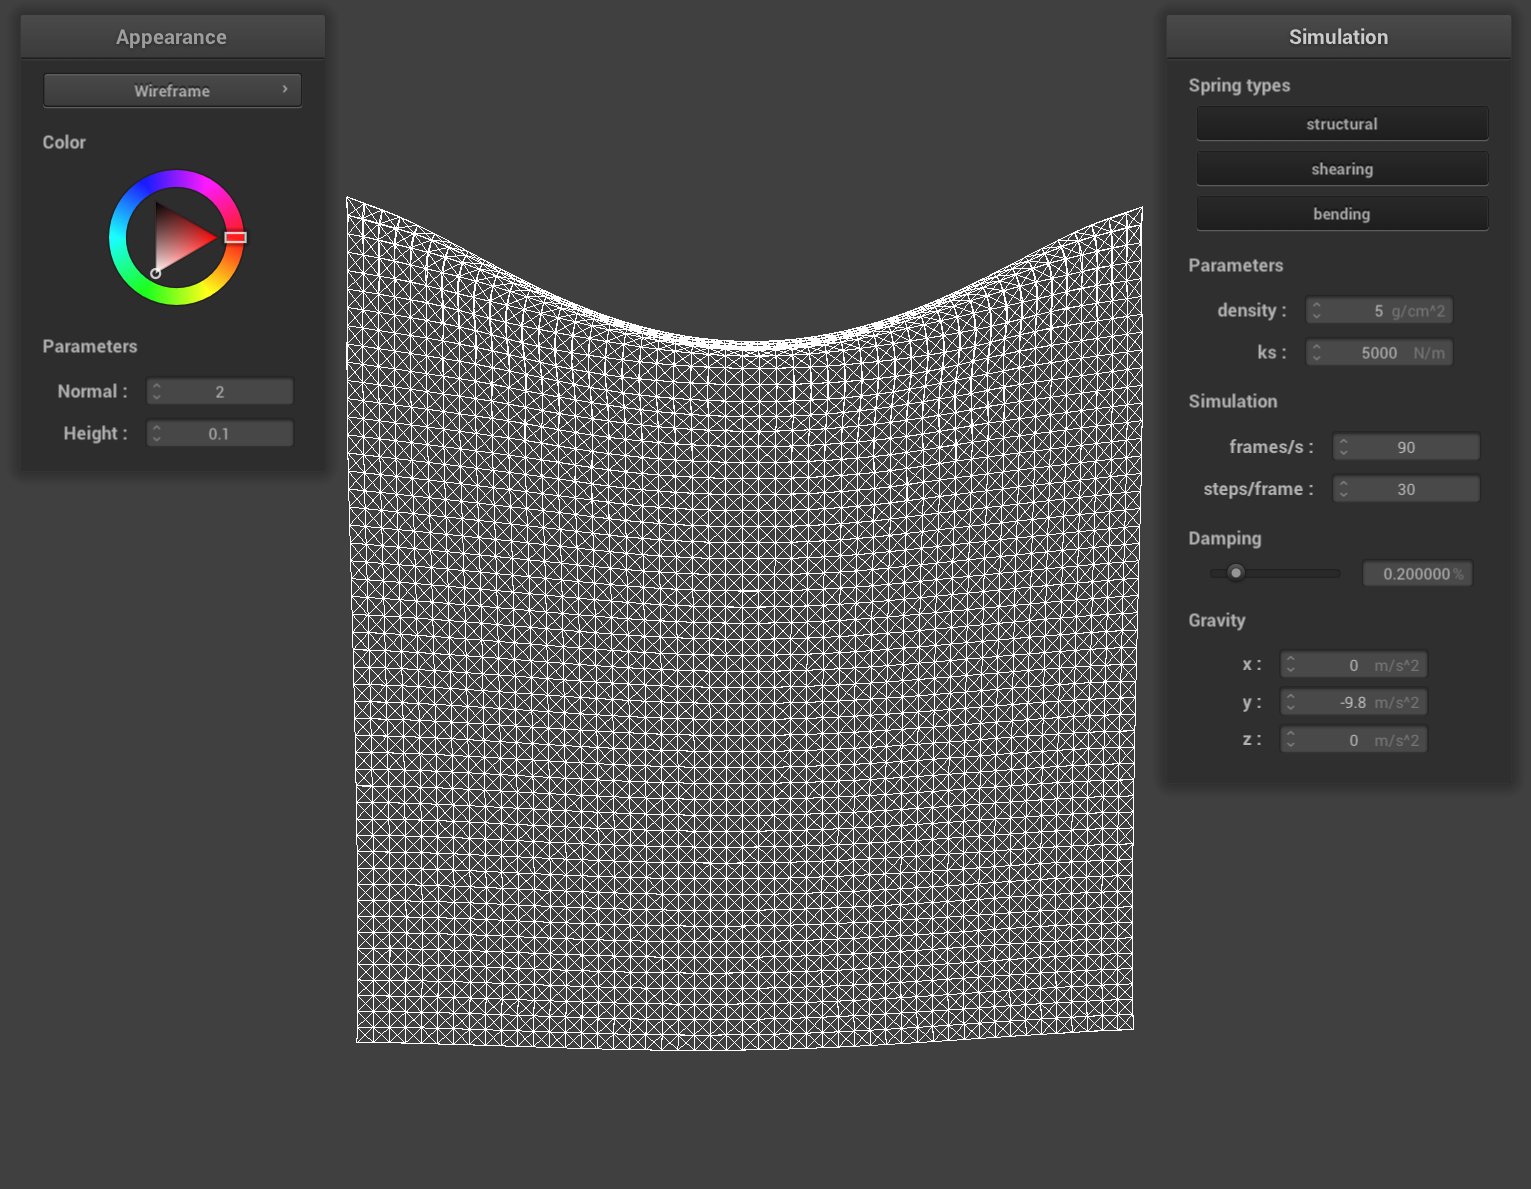 Appearance
Wireframe ›
Color
Parameters
Normal : 2
Height : 0.1
Simulation
Spring types
structural
shearing
bending
Parameters
density : 5 g/cm^2
ks : 5000 N/m
Simulation
frames/s : 90
steps/frame : 30
Damping
0.200000 %
Gravity
x : 0 m/s^2
y : -9.8 m/s^2
z : 0 m/s^2